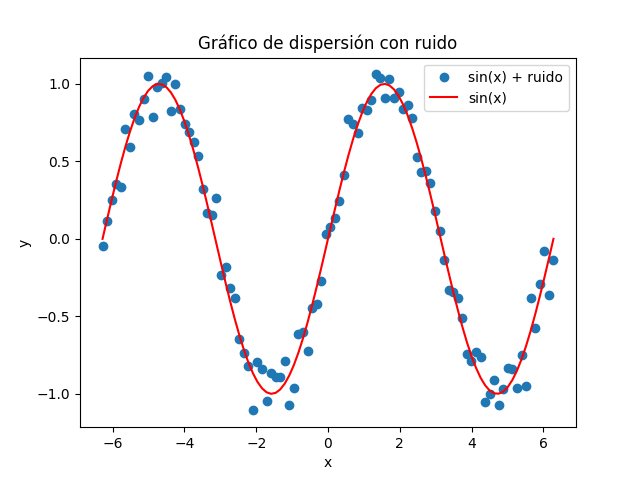 Gráfico de dispersión con ruido
sin(x) + ruido
sin(x)
y
1.0
0.5
0.0
−0.5
−1.0
−6
−4
−2
0
2
4
6
x